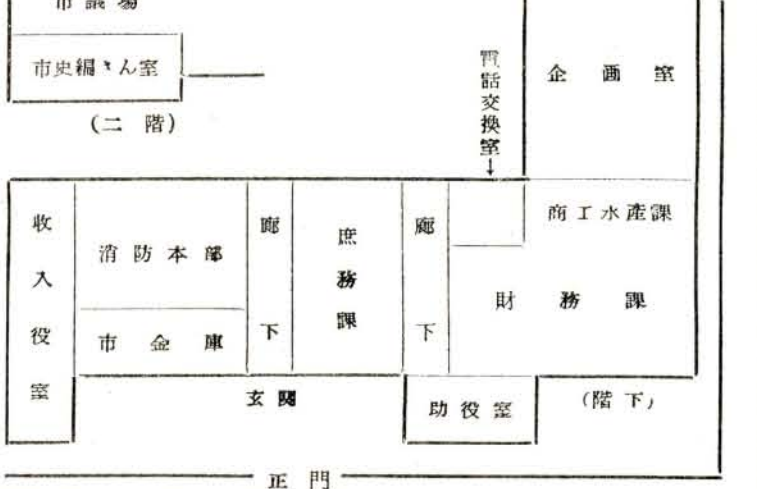 市議場
市史編さん室
(二階)
電話交換室
↓
企画室
収入役室
消防本部
市金庫
廊下
庶務課
廊下
商工水産課
財務課
玄関
助役室
(階下)
正門